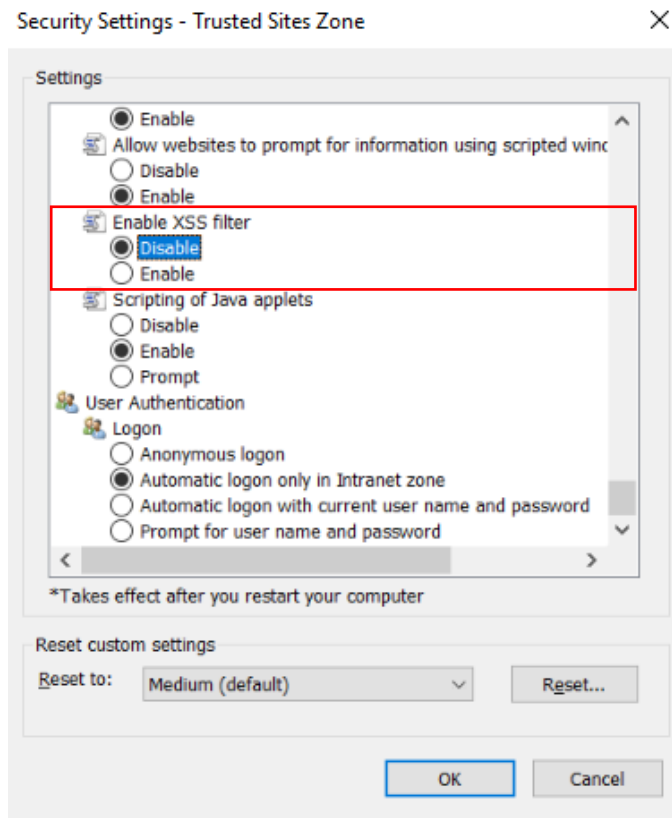 Security Settings - Trusted Sites Zone
Settings
Enable
Allow websites to prompt for information using scripted winc
Disable
Enable
Enable XSS filter
Disable
Enable
Scripting of Java applets
Disable
Enable
Prompt
User Authentication
Logon
Anonymous logon
Automatic logon only in Intranet zone
Automatic logon with current user name and password
Prompt for user name and password
*Takes effect after you restart your computer
Reset custom settings
Reset to:
Medium (default)
Reset...
OK
Cancel